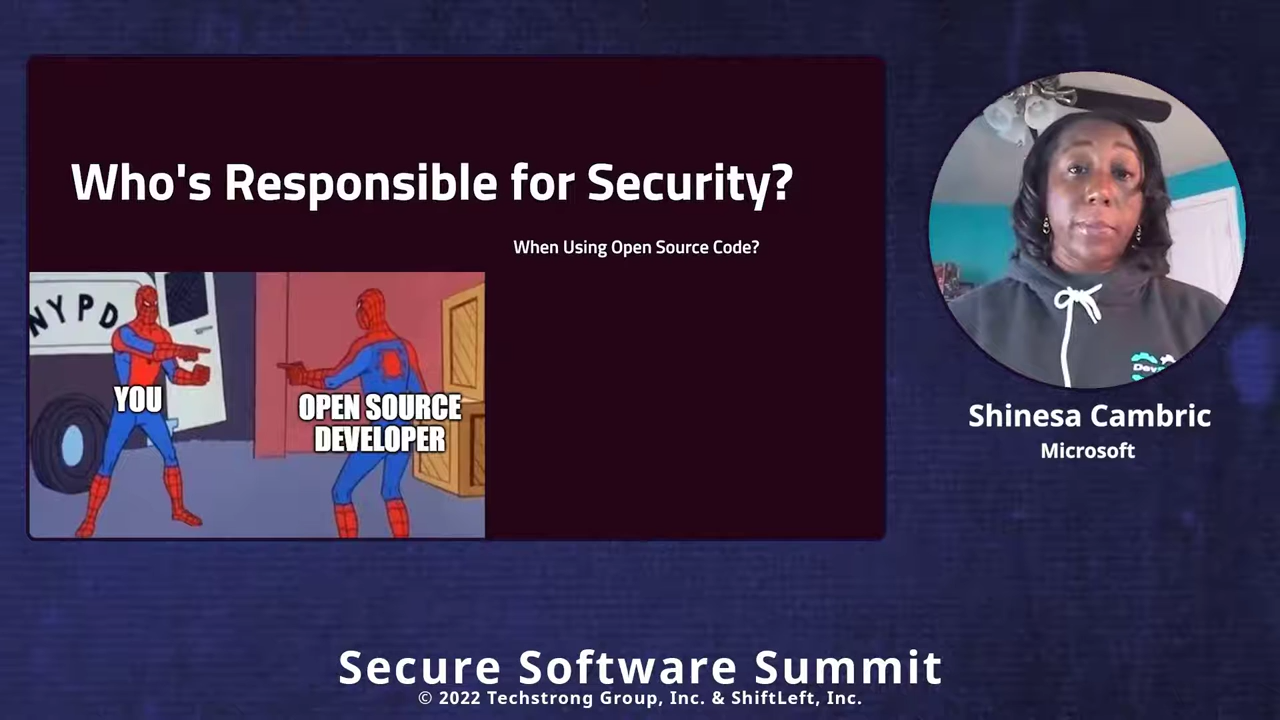 Who's Responsible for Security?
When Using Open Source Code?
NYPD
YOU
OPEN SOURCE
DEVELOPER
Shinesa Cambric
Microsoft
Secure Software Summit
© 2022 Techstrong Group, Inc. & ShiftLeft, Inc.